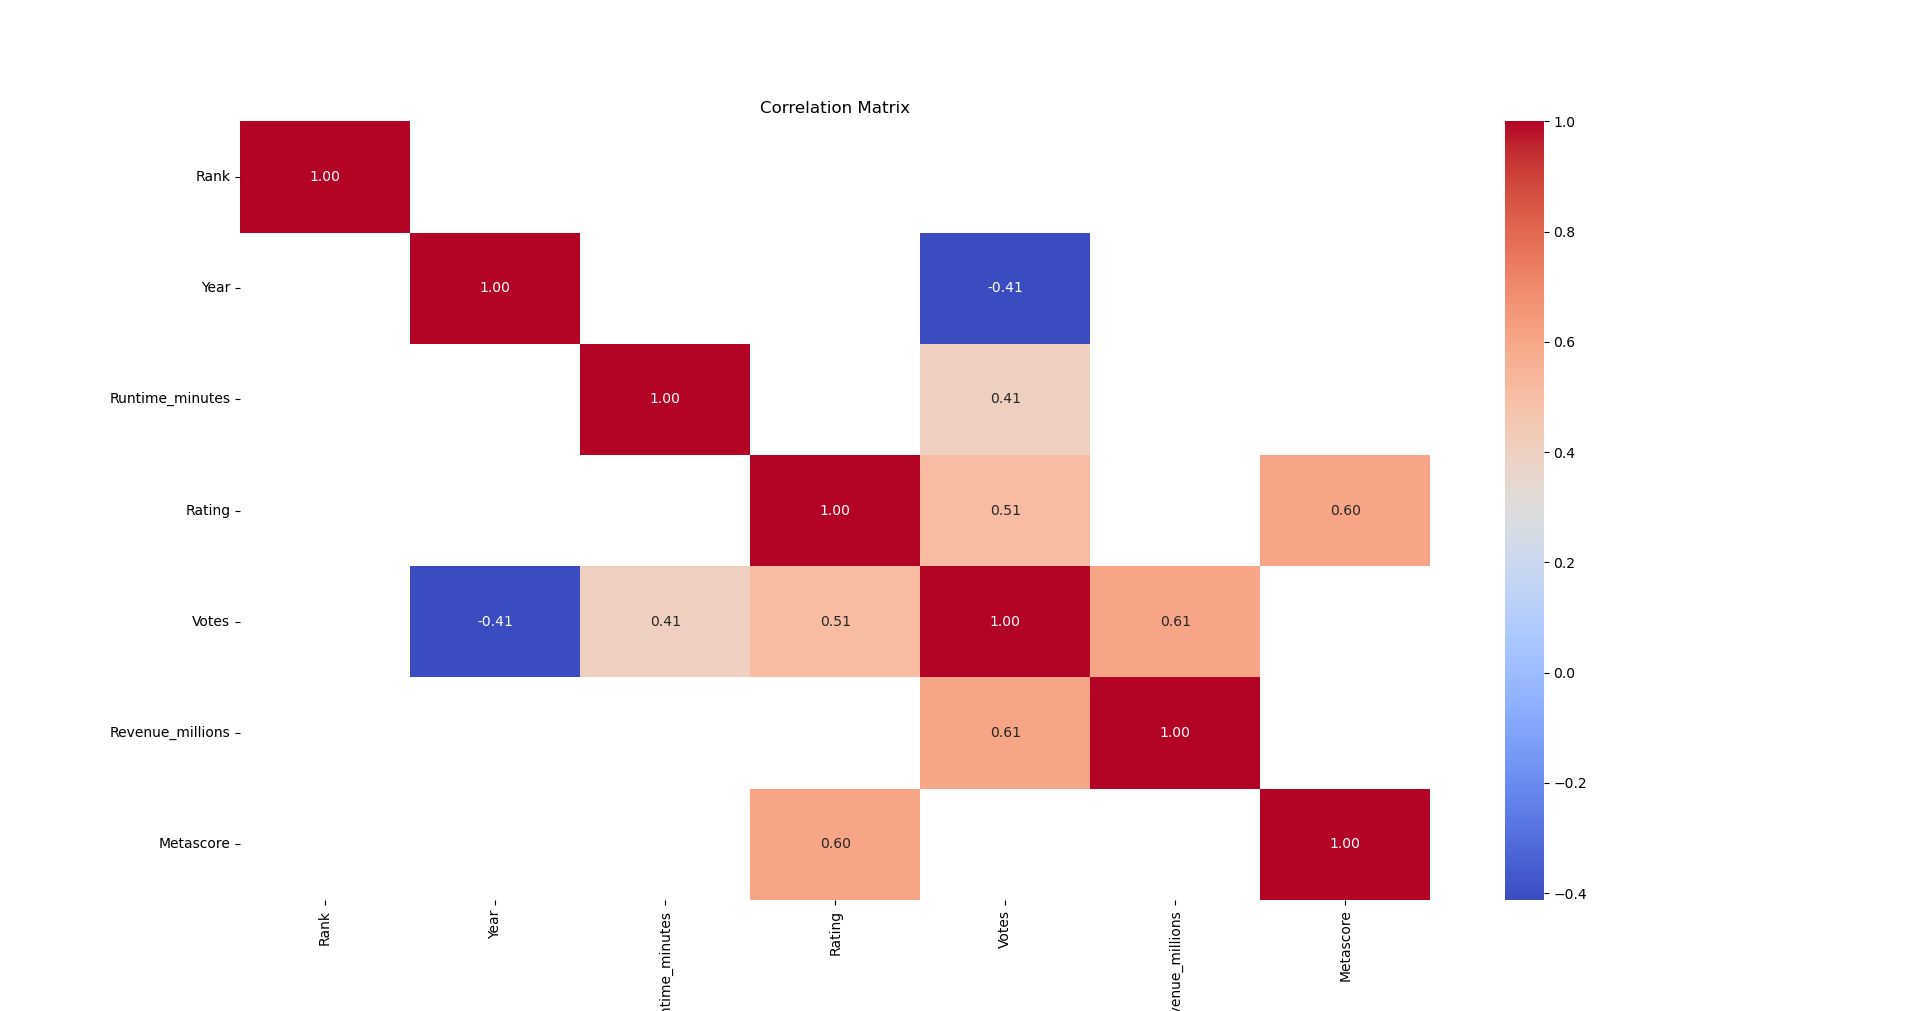 Correlation Matrix
Rank
1.00
Year
1.00
-0.41
Runtime_minutes
1.00
0.41
Rating
1.00
0.51
0.60
Votes
-0.41
0.41
0.51
1.00
0.61
Revenue_millions
0.61
1.00
Metascore
0.60
1.00
Rank
Year
ntime_minutes
Rating
Votes
venue_millions
Metascore
1.0
0.8
0.6
0.4
0.2
0.0
−0.2
−0.4